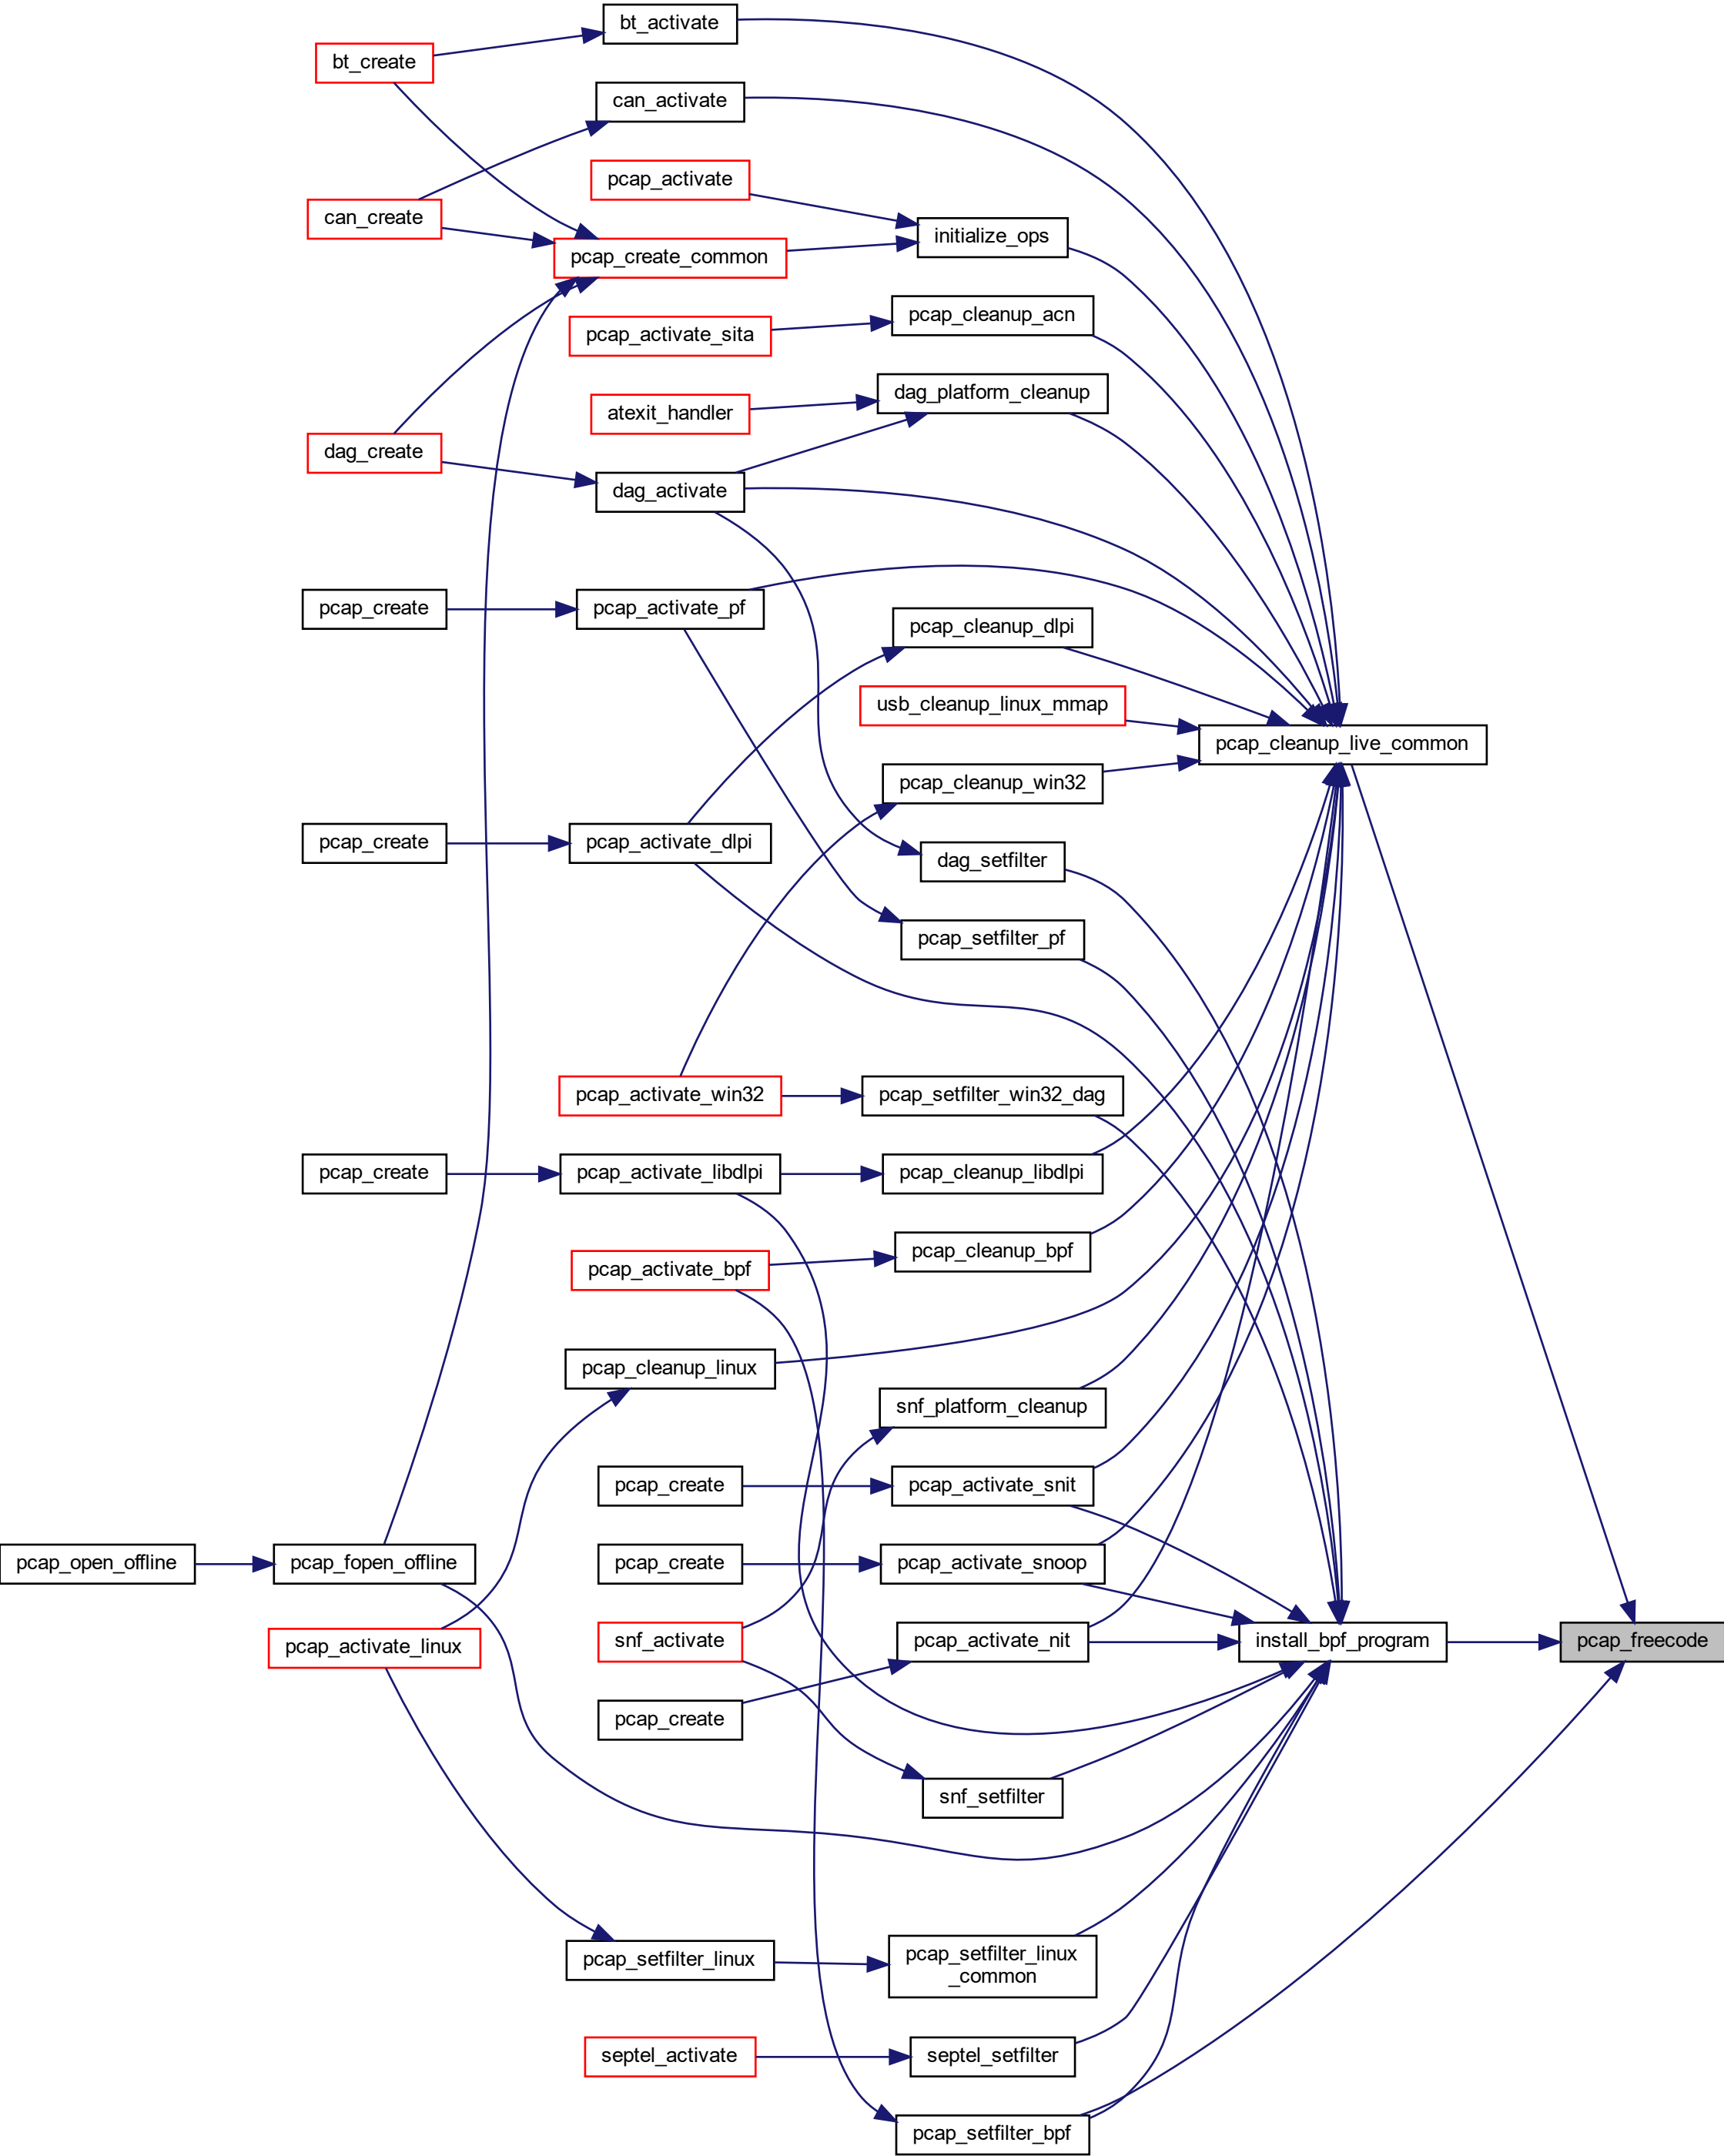 bt_activate
bt_create
can_activate
pcap_activate
can_create
initialize_ops
pcap_create_common
pcap_cleanup_acn
pcap_activate_sita
dag_platform_cleanup
atexit_handler
dag_create
dag_activate
pcap_create
pcap_activate_pf
pcap_cleanup_dlpi
usb_cleanup_linux_mmap
pcap_cleanup_live_common
pcap_cleanup_win32
pcap_create
pcap_activate_dlpi
dag_setfilter
pcap_setfilter_pf
pcap_activate_win32
pcap_setfilter_win32_dag
pcap_create
pcap_activate_libdlpi
pcap_cleanup_libdlpi
pcap_cleanup_bpf
pcap_activate_bpf
pcap_cleanup_linux
snf_platform_cleanup
pcap_create
pcap_activate_snit
pcap_open_offline
pcap_fopen_offline
pcap_create
pcap_activate_snoop
pcap_activate_linux
snf_activate
pcap_activate_nit
install_bpf_program
pcap_freecode
pcap_create
snf_setfilter
pcap_setfilter_linux
pcap_setfilter_linux
_common
septel_activate
septel_setfilter
pcap_setfilter_bpf